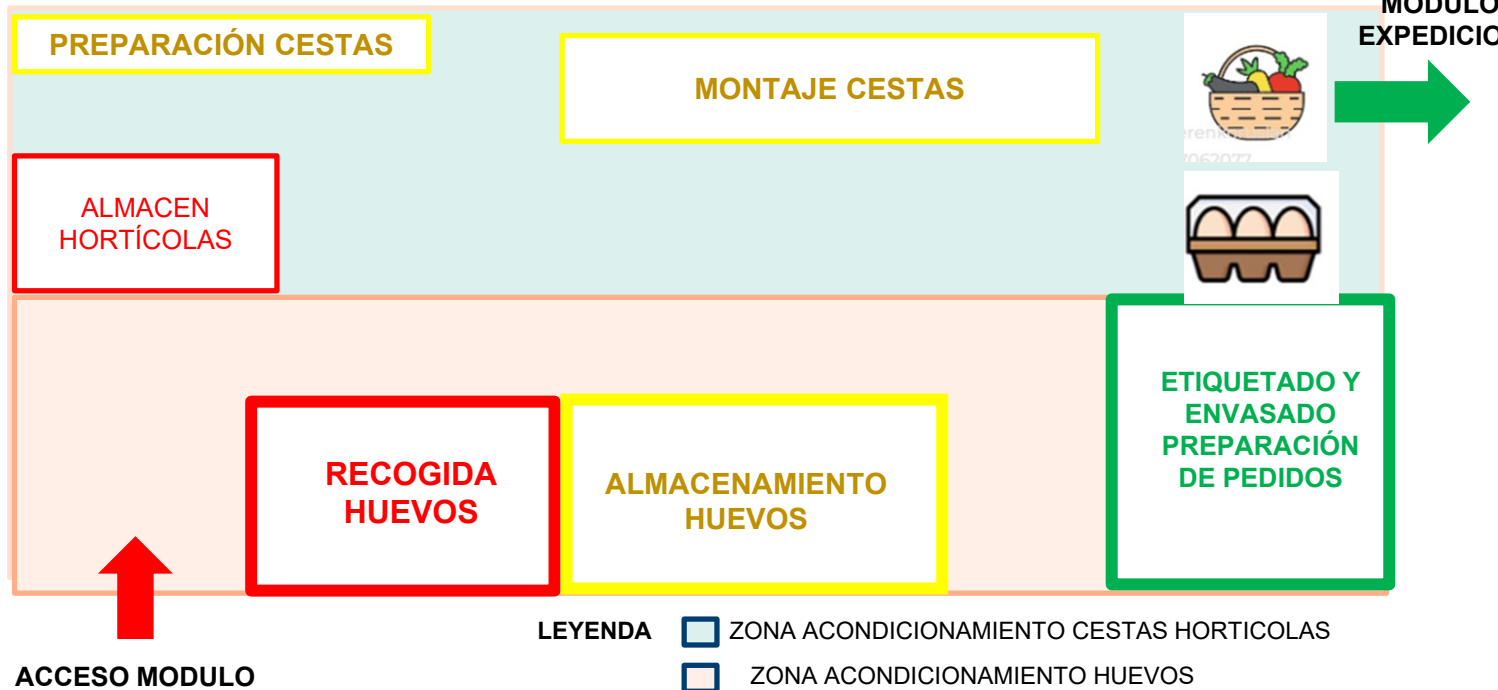 MODULO
EXPEDICIO
PREPARACIÓN CESTAS
MONTAJE CESTAS
ALMACEN
HORTÍCOLAS
RECOGIDA
HUEVOS
ALMACENAMIENTO
HUEVOS
ETIQUETADO Y
ENVASADO
PREPARACIÓN
DE PEDIDOS
LEYENDA
ZONA ACONDICIONAMIENTO CESTAS HORTICOLAS
ZONA ACONDICIONAMIENTO HUEVOS
ACCESO MODULO